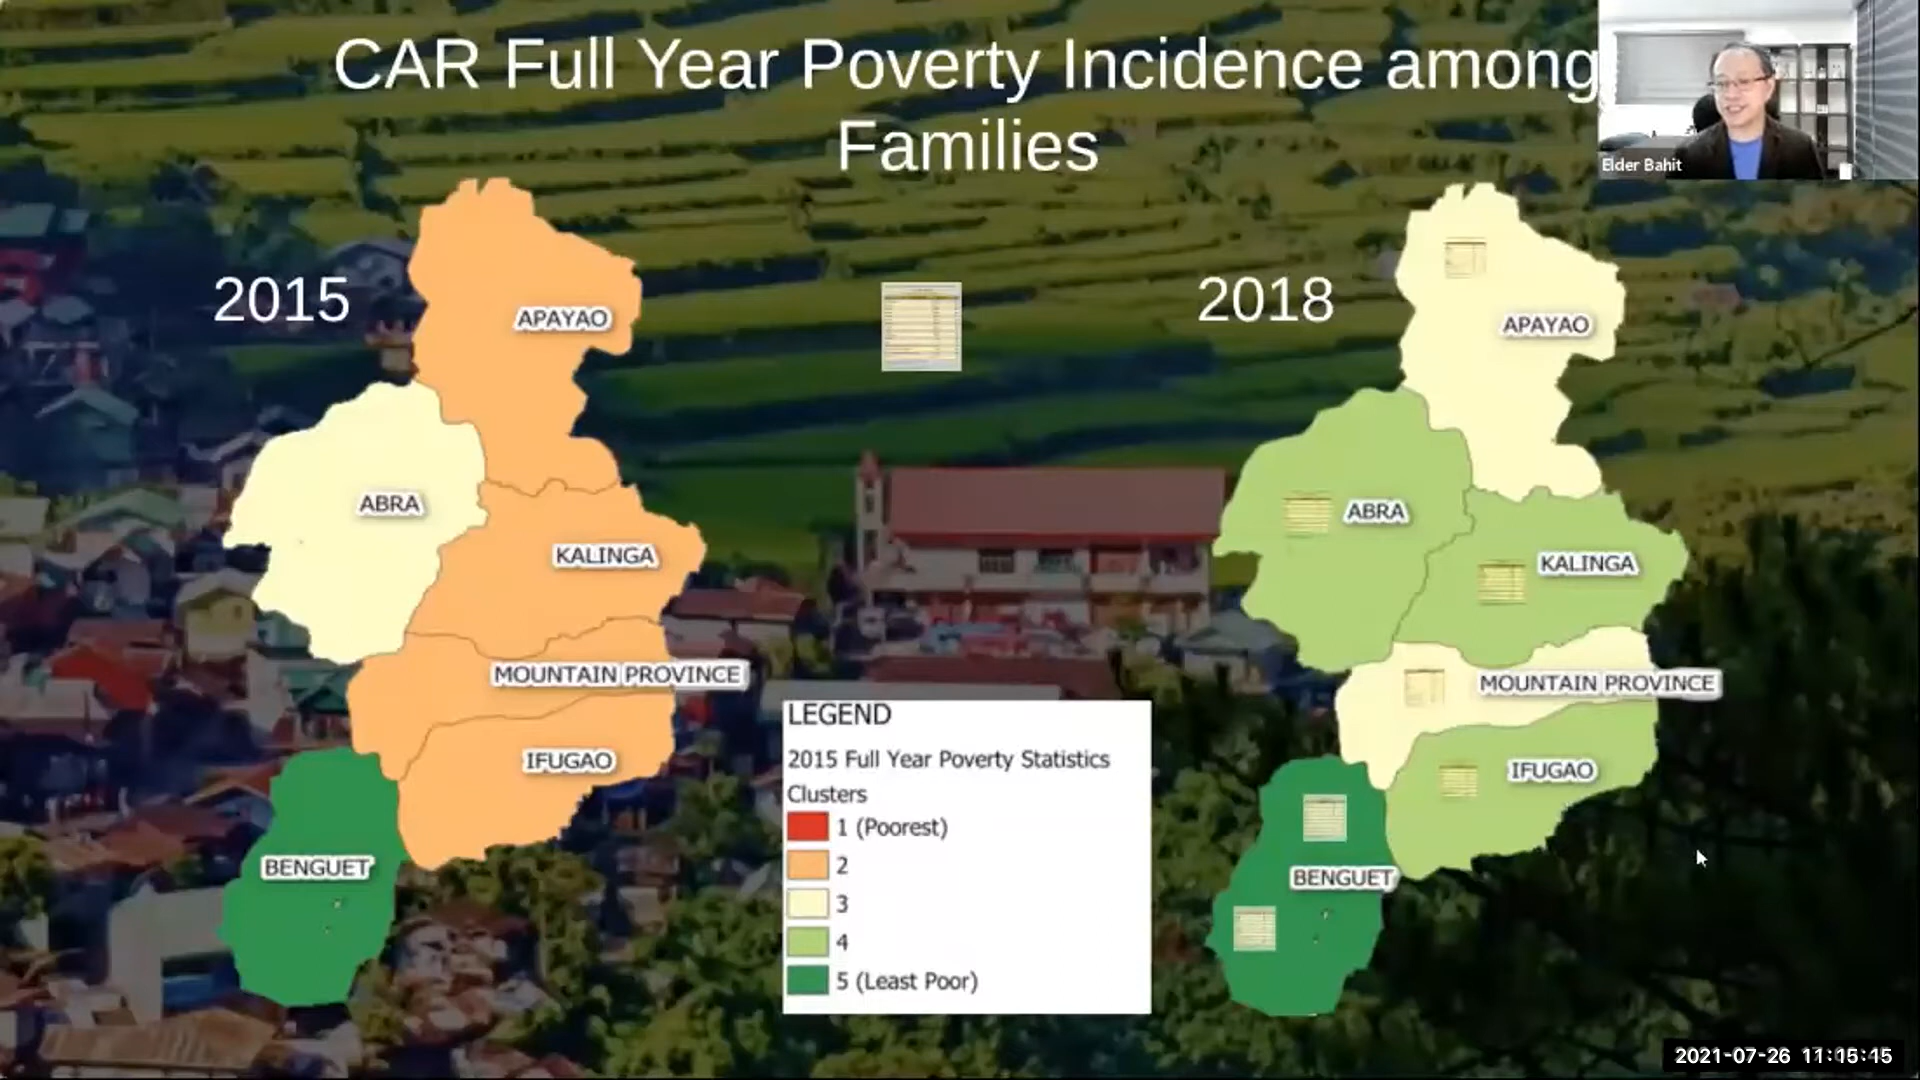 CAR Full Year Poverty Incidence among
Families
Elder Bahit
2015
APAYAO
ABRA
KALINGA
MOUNTAIN PROVINCE
IFUGAO
BENGUET
2018
APAYAO
ABRA
KALINGA
MOUNTAIN PROVINCE
IFUGAO
BENGUET
LEGEND
2015 Full Year Poverty Statistics
Clusters
1 (Poorest)
2
3
4
5 (Least Poor)
2021-07-26 11:15:45